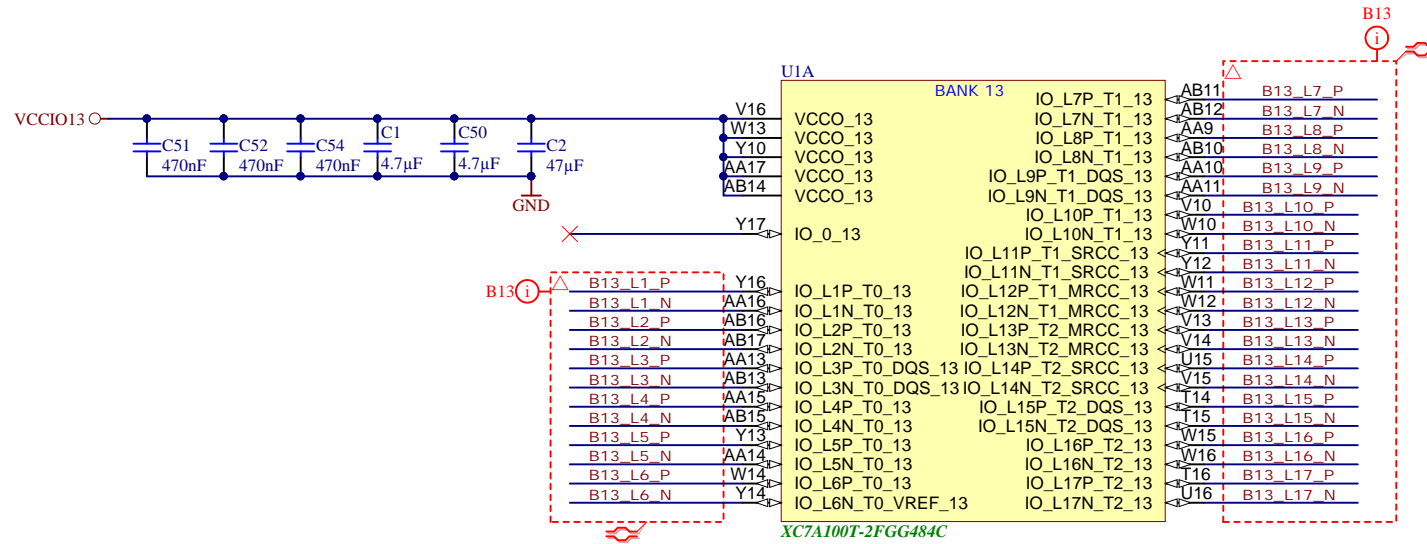 B13
i
U1A
BANK 13
VCCIO13
C51
470nF
C52
470nF
C54
470nF
C1
4.7µF
C50
4.7µF
C2
47µF
GND
V16 VCCO_13
W13 VCCO_13
Y10 VCCO_13
AA17 VCCO_13
AB14 VCCO_13
Y17 IO_0_13
B13
i
B13_L1_P Y16 IO_L1P_T0_13
B13_L1_N AA16 IO_L1N_T0_13
B13_L2_P AB16 IO_L2P_T0_13
B13_L2_N AB17 IO_L2N_T0_13
B13_L3_P AA13 IO_L3P_T0_DQS_13
B13_L3_N AB13 IO_L3N_T0_DQS_13
B13_L4_P AA15 IO_L4P_T0_13
B13_L4_N AB15 IO_L4N_T0_13
B13_L5_P Y13 IO_L5P_T0_13
B13_L5_N AA14 IO_L5N_T0_13
B13_L6_P W14 IO_L6P_T0_13
B13_L6_N Y14 IO_L6N_T0_VREF_13
IO_L7P_T1_13 AB11 B13_L7_P
IO_L7N_T1_13 AB12 B13_L7_N
IO_L8P_T1_13 AA9 B13_L8_P
IO_L8N_T1_13 AB10 B13_L8_N
IO_L9P_T1_DQS_13 AA10 B13_L9_P
IO_L9N_T1_DQS_13 AA11 B13_L9_N
IO_L10P_T1_13 V10 B13_L10_P
IO_L10N_T1_13 W10 B13_L10_N
IO_L11P_T1_SRCC_13 Y11 B13_L11_P
IO_L11N_T1_SRCC_13 Y12 B13_L11_N
IO_L12P_T1_MRCC_13 W11 B13_L12_P
IO_L12N_T1_MRCC_13 W12 B13_L12_N
IO_L13P_T2_MRCC_13 V13 B13_L13_P
IO_L13N_T2_MRCC_13 V14 B13_L13_N
IO_L14P_T2_SRCC_13 U15 B13_L14_P
IO_L14N_T2_SRCC_13 V15 B13_L14_N
IO_L15P_T2_DQS_13 T14 B13_L15_P
IO_L15N_T2_DQS_13 T15 B13_L15_N
IO_L16P_T2_13 W15 B13_L16_P
IO_L16N_T2_13 W16 B13_L16_N
IO_L17P_T2_13 T16 B13_L17_P
IO_L17N_T2_13 U16 B13_L17_N
XC7A100T-2FGG484C